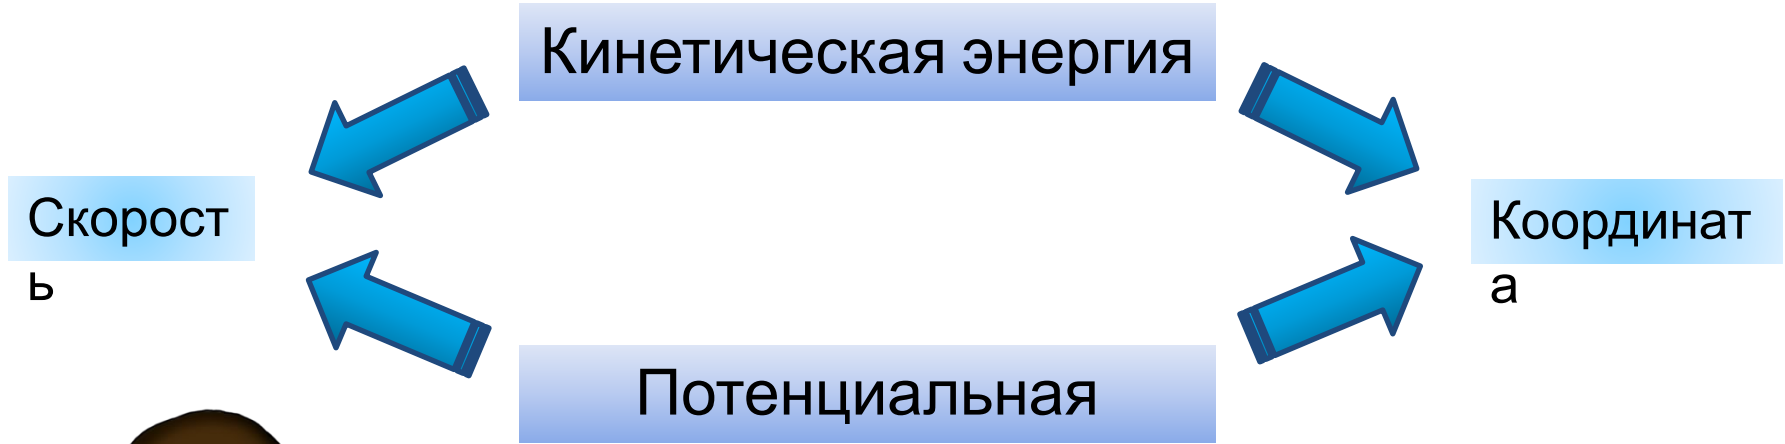 Кинетическая энергия
Скорост
ь
Координат
а
Потенциальная